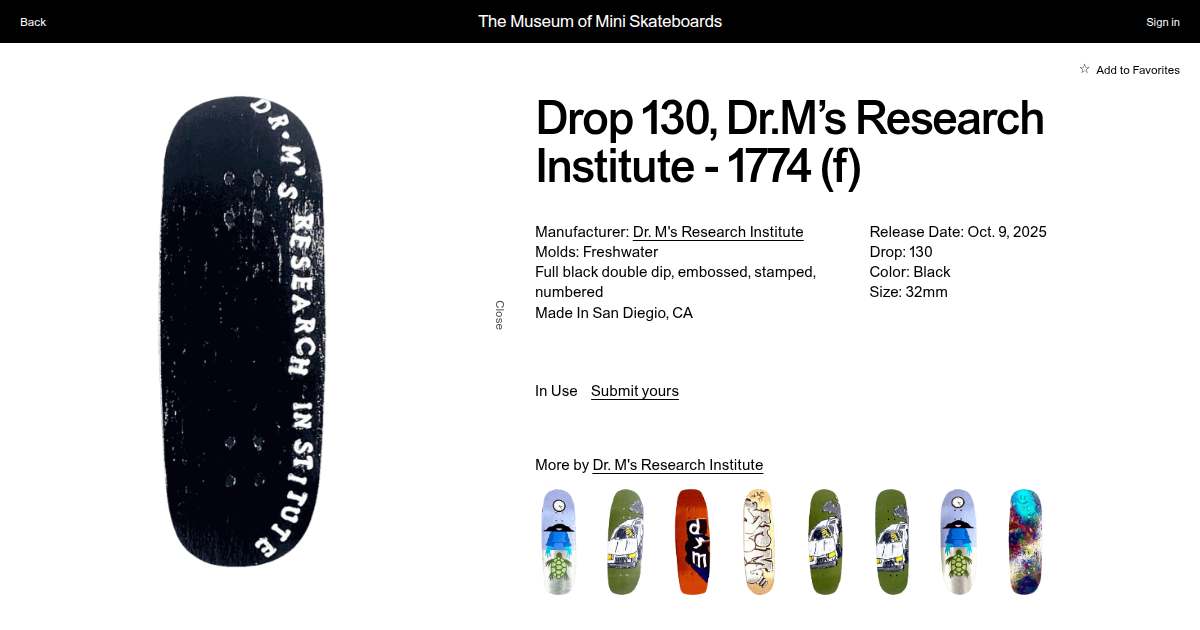 Back
The Museum of Mini Skateboards
Sign in
☆ Add to Favorites
DR. M'S RESEARCH INSTITUTE
Close
Drop 130, Dr.M’s Research
Institute - 1774 (f)
Manufacturer: Dr. M's Research Institute
Molds: Freshwater
Full black double dip, embossed, stamped,
numbered
Made In San Diegio, CA
Release Date: Oct. 9, 2025
Drop: 130
Color: Black
Size: 32mm
In Use Submit yours
More by Dr. M's Research Institute